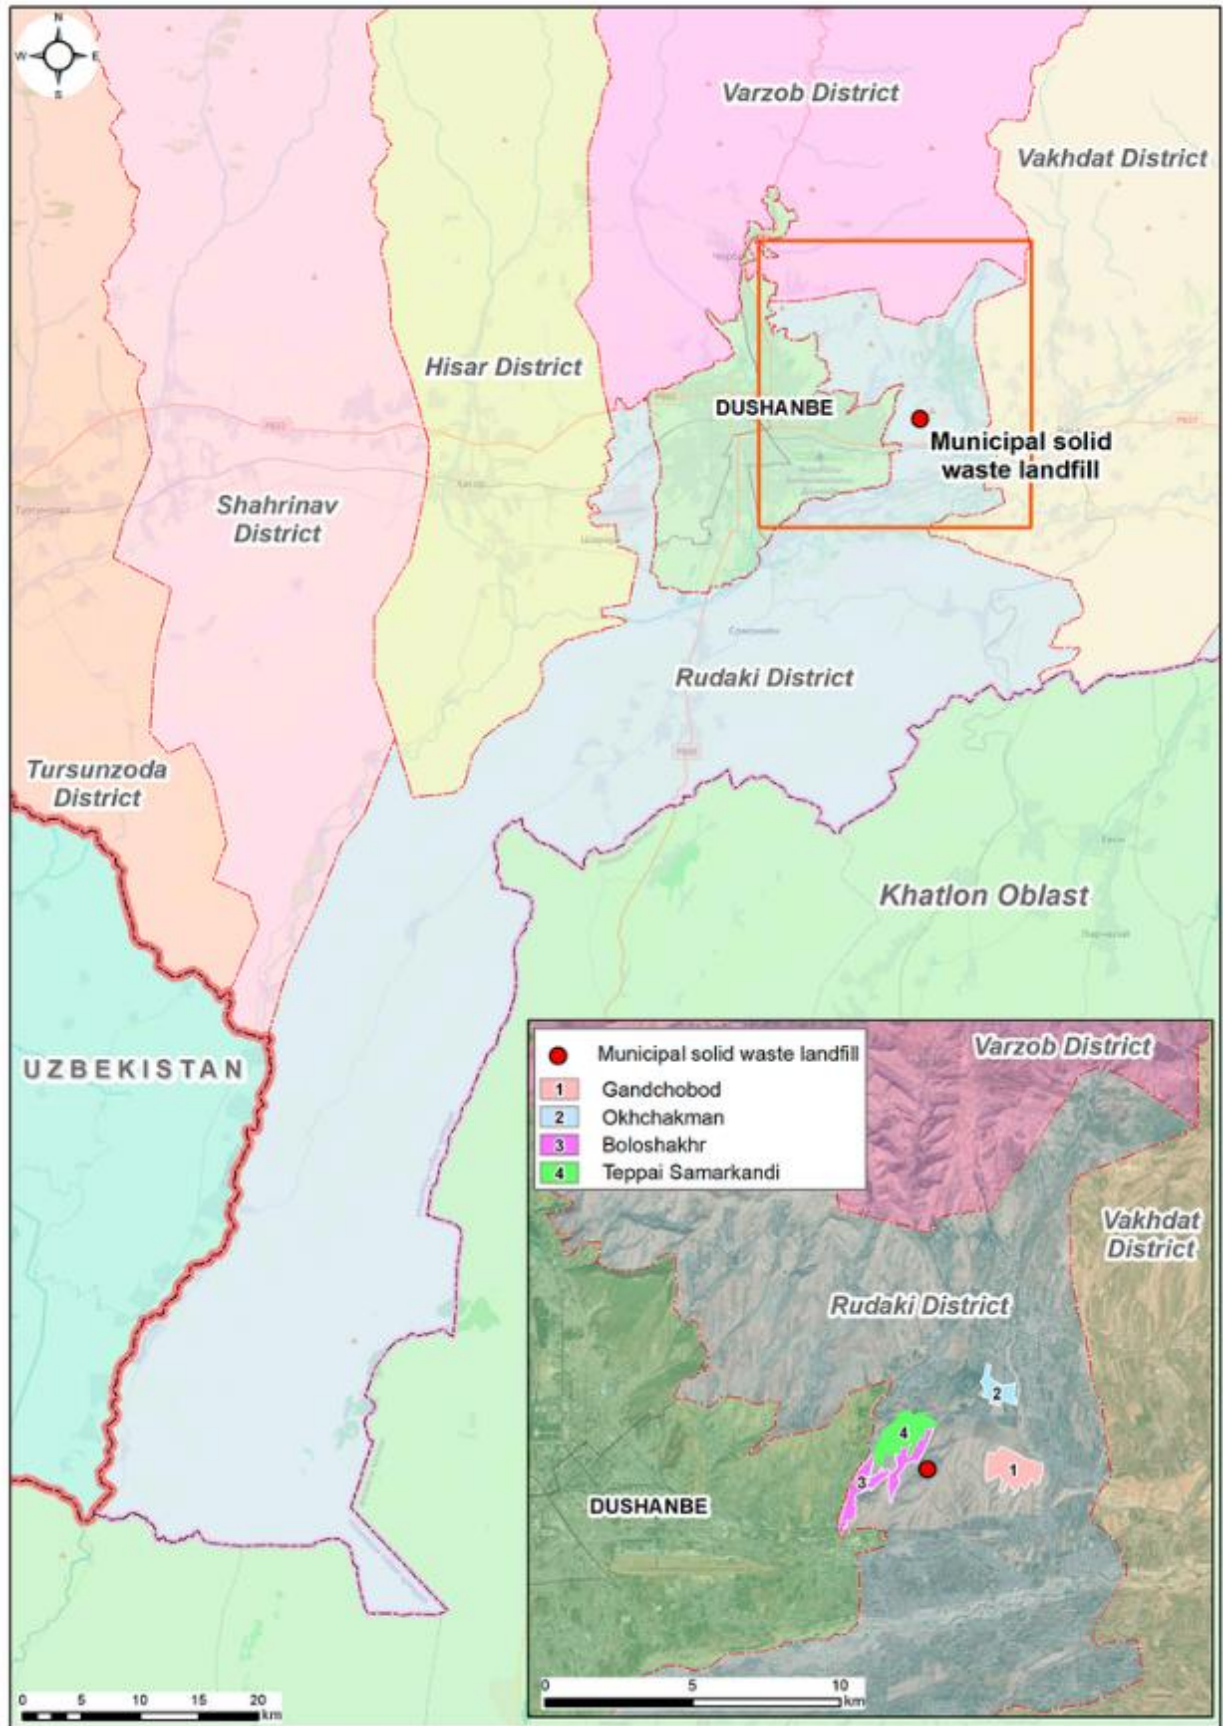 N
W
E
S
Varzob District
Vakhdat District
Hisar District
DUSHANBE
Municipal solid
waste landfill
Shahrinav
District
Rudaki District
Tursunzoda
District
Khatlon Oblast
UZBEKISTAN
0 5 10 15 20
km
Municipal solid waste landfill
1 Gandchobod
2 Okhchakman
3 Boloshakhr
4 Teppai Samarkandi
Varzob District
Vakhdat
District
Rudaki District
2
4
1
3
DUSHANBE
0 5 10
km